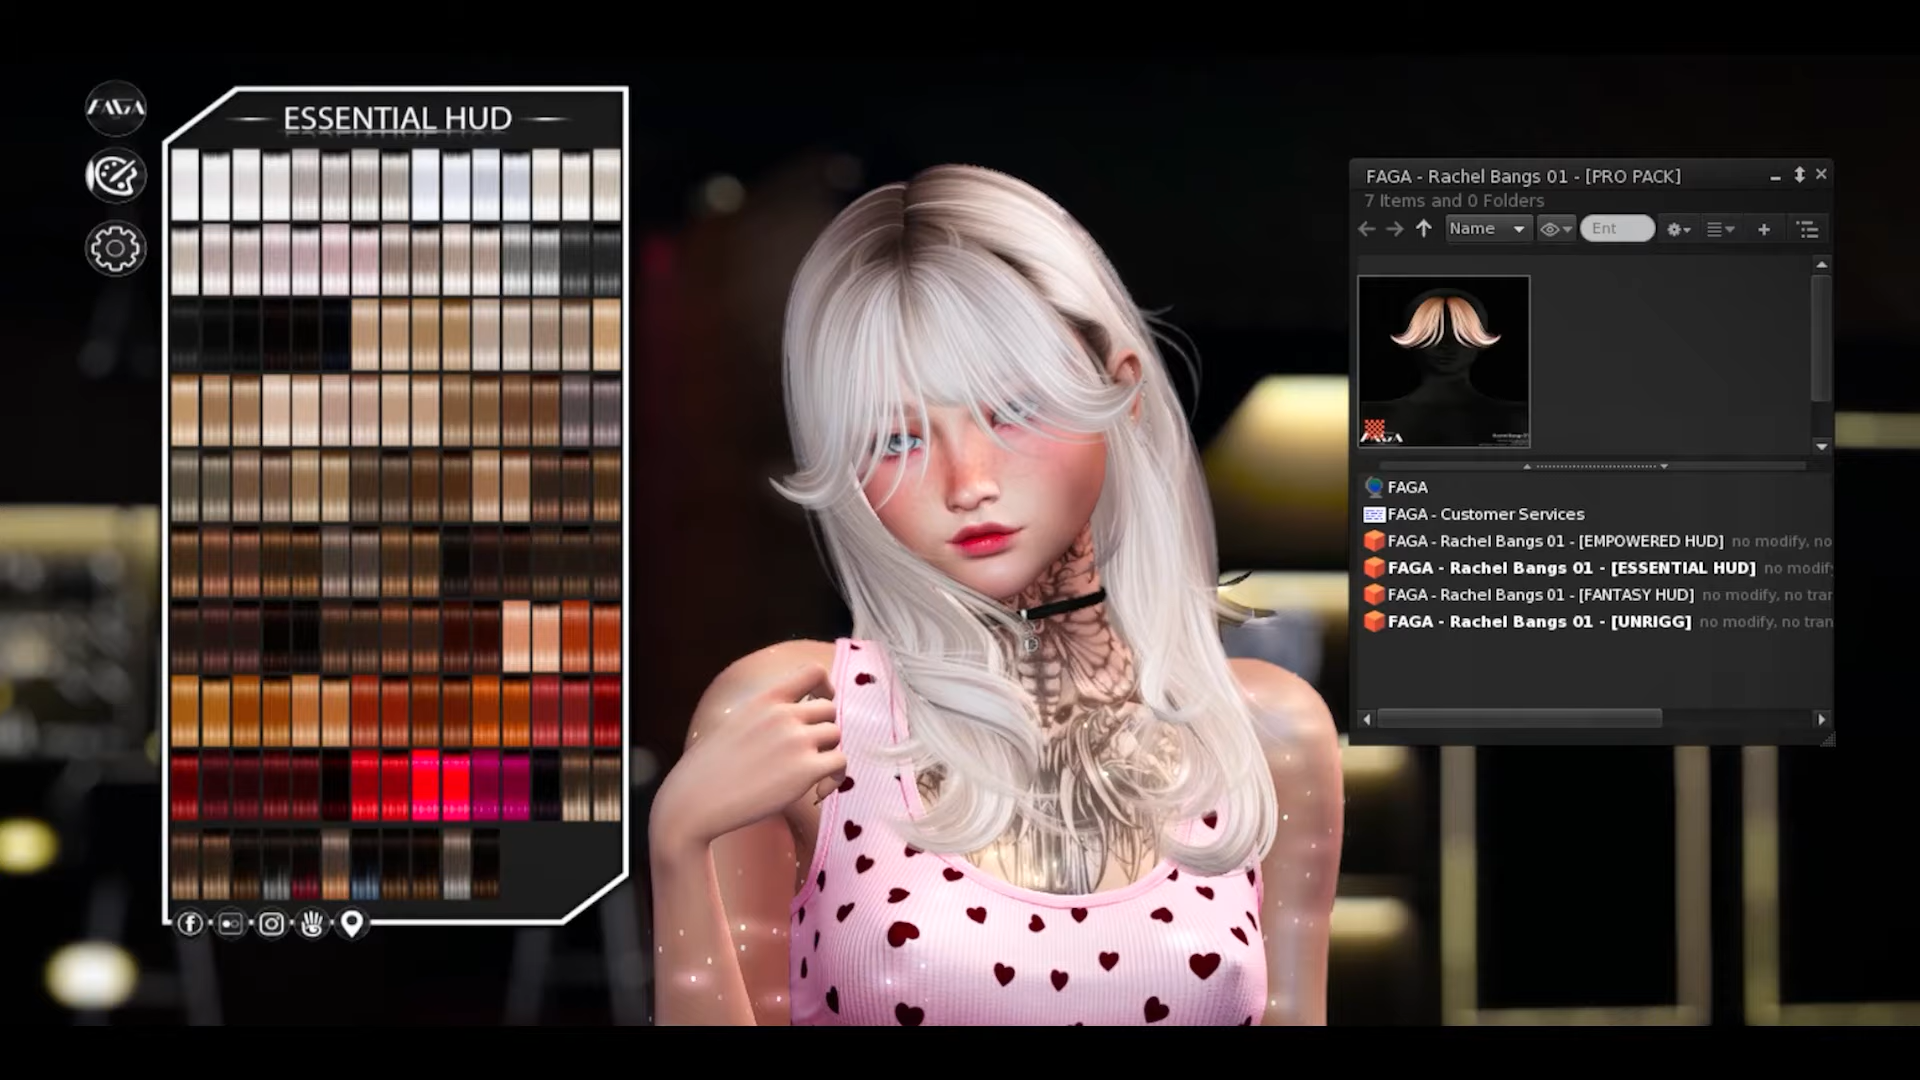 FAGA
ESSENTIAL HUD
FAGA - Rachel Bangs 01 - [PRO PACK]
7 Items and 0 Folders
Name
Ent
FAGA
FAGA
FAGA - Customer Services
FAGA - Rachel Bangs 01 - [EMPOWERED HUD] no modify, no
FAGA - Rachel Bangs 01 - [ESSENTIAL HUD] no modify
FAGA - Rachel Bangs 01 - [FANTASY HUD] no modify, no tran
FAGA - Rachel Bangs 01 - [UNRIGG] no modify, no tran